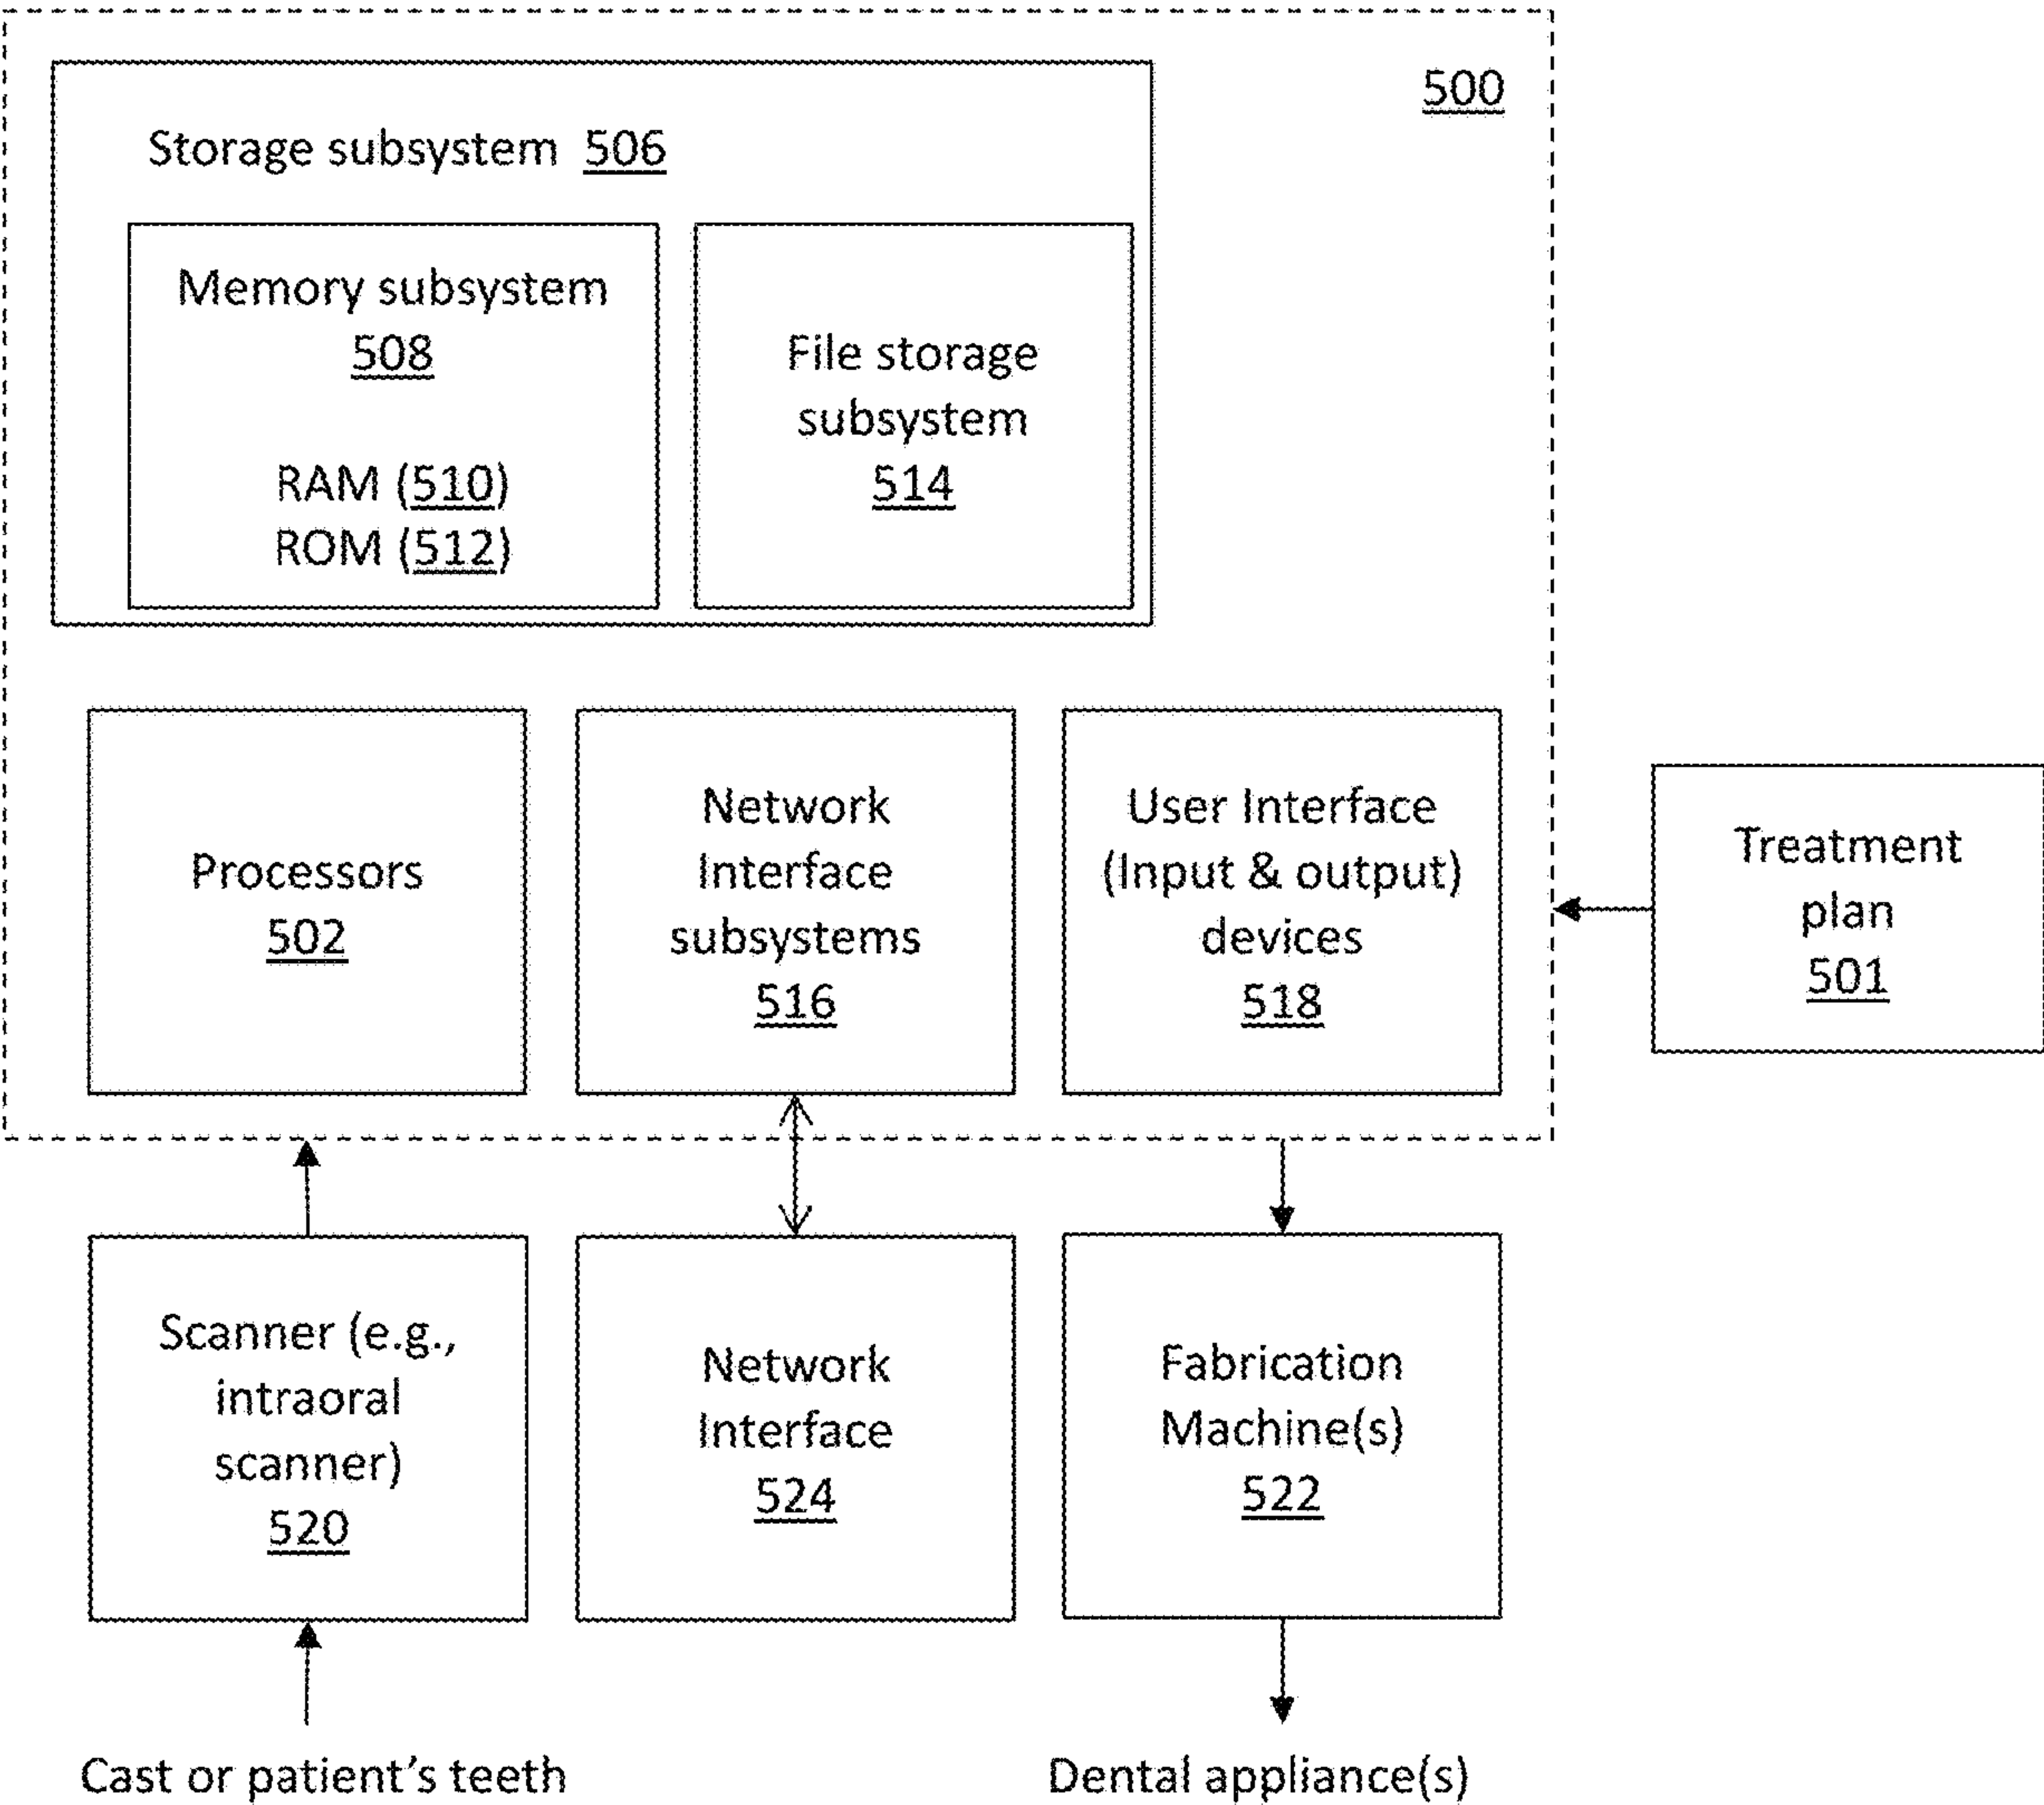 500
Storage subsystem 506
Memory subsystem
508
RAM (510)
ROM (512)
File storage
subsystem
514
Processors
502
Network
Interface
subsystems
516
User Interface
(Input & output)
devices
518
Treatment
plan
501
Scanner (e.g.,
intraoral
scanner)
520
Network
Interface
524
Fabrication
Machine(s)
522
Cast or patient's teeth
Dental appliance(s)